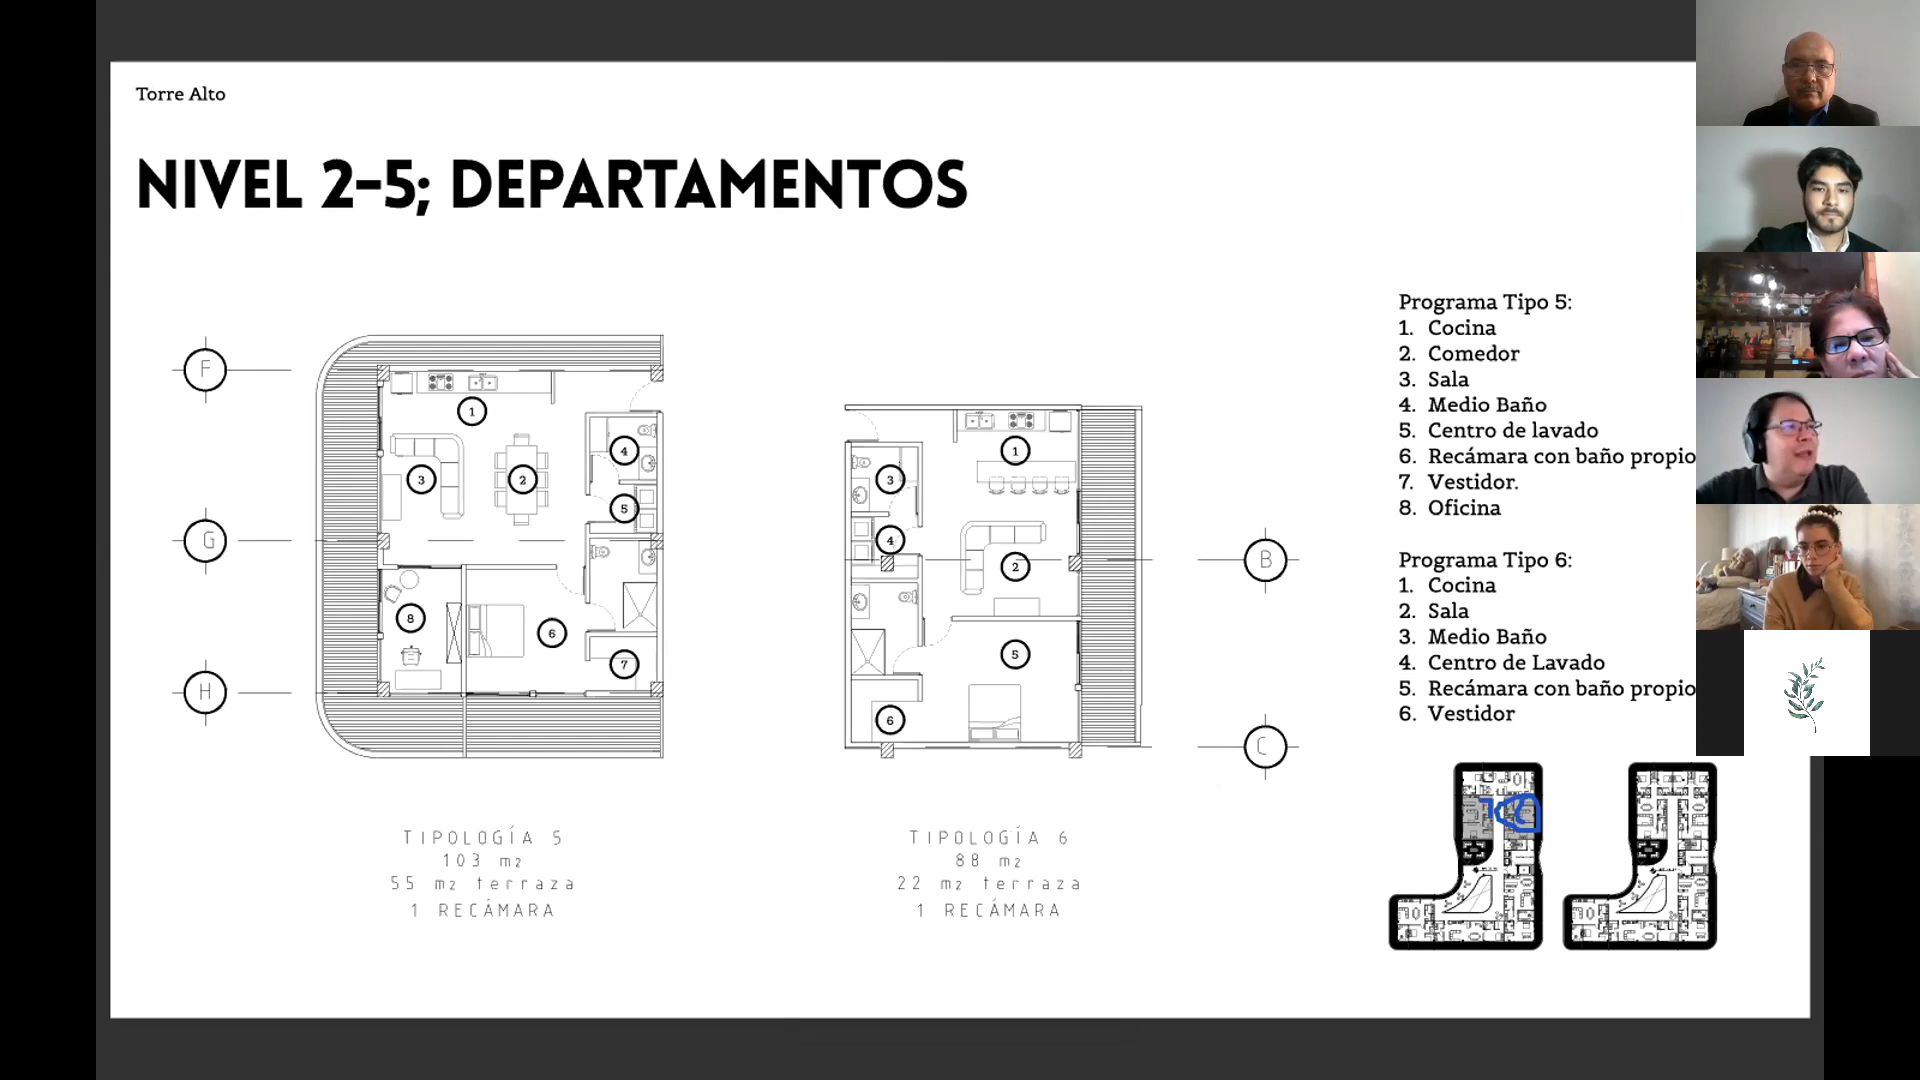 Torre Alto
NIVEL 2-5; DEPARTAMENTOS
F
G
H
1
2
3
4
5
6
7
8
1
2
3
4
5
6
B
C
TIPOLOGÍA 5
103 m2
55 m2 terraza
1 RECÁMARA
TIPOLOGÍA 6
88 m2
22 m2 terraza
1 RECÁMARA
Programa Tipo 5:
1. Cocina
2. Comedor
3. Sala
4. Medio Baño
5. Centro de lavado
6. Recámara con baño propio
7. Vestidor.
8. Oficina
Programa Tipo 6:
1. Cocina
2. Sala
3. Medio Baño
4. Centro de Lavado
5. Recámara con baño propio
6. Vestidor